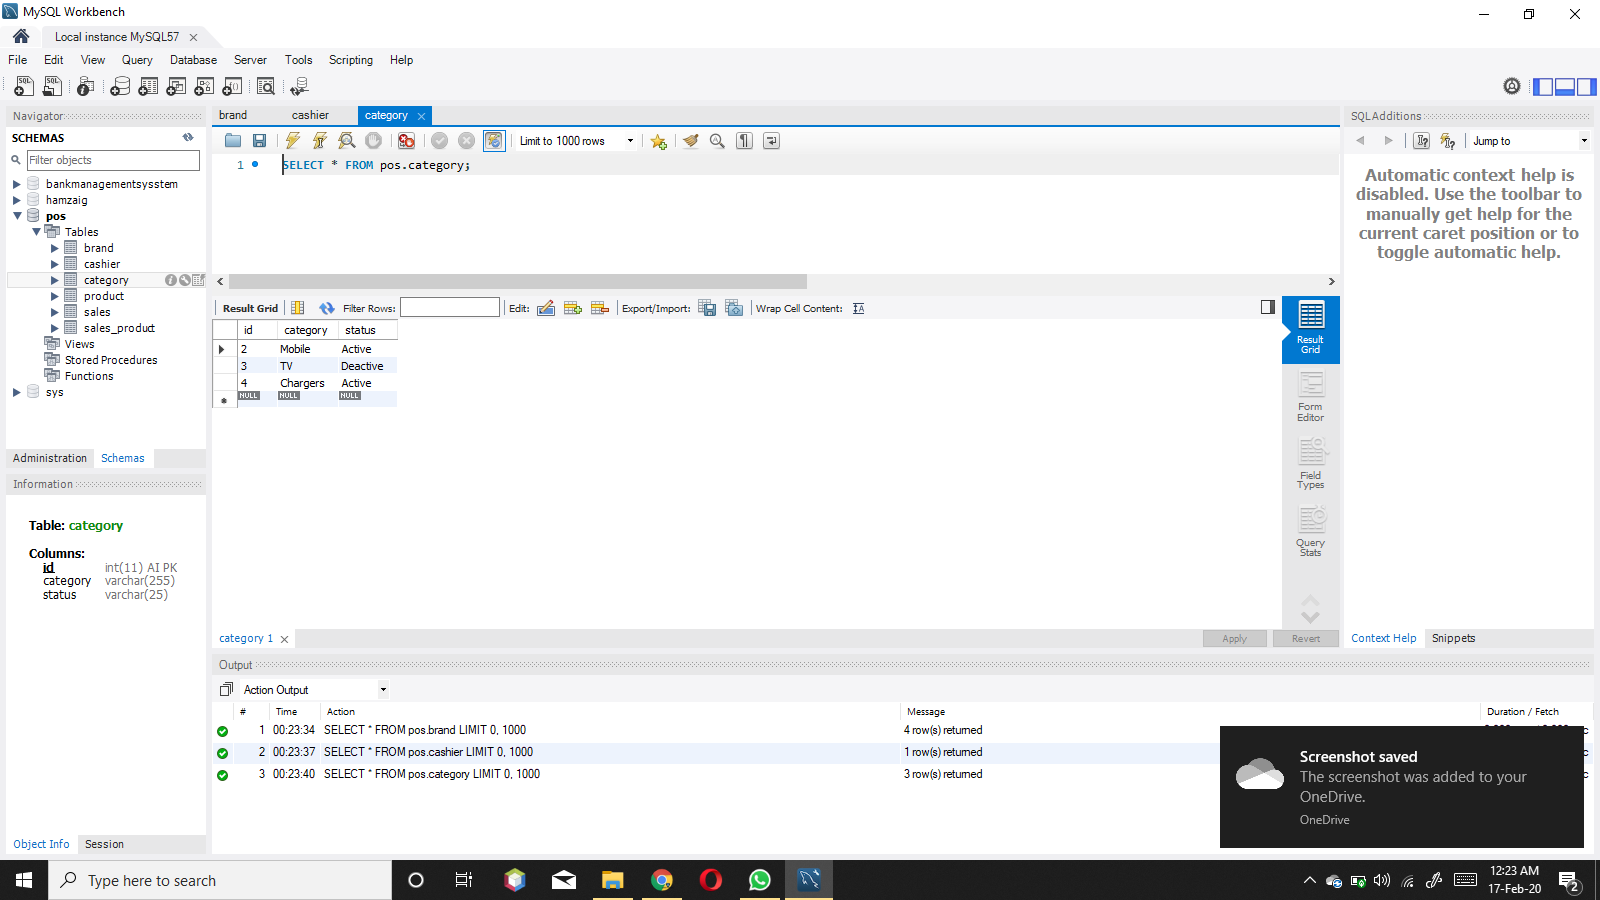 MySQL Workbench
Local instance MySQL57
File Edit View Query Database Server Tools Scripting Help
Navigator
SCHEMAS
Filter objects
bankmanagementsysstem
hamzaig
pos
Tables
brand
cashier
category
product
sales
sales_product
Views
Stored Procedures
Functions
sys
Administration Schemas
Information
Table: category
Columns:
id int(11) AI PK
category varchar(255)
status varchar(25)
Object Info Session
brand cashier category
Limit to 1000 rows
1 SELECT * FROM pos.category;
Result Grid Filter Rows: Edit: Export/Import: Wrap Cell Content:
id category status
2 Mobile Active
3 TV Deactive
4 Chargers Active
NULL NULL NULL
Result Grid
Form Editor
Field Types
Query Stats
category 1 Apply Revert
SQLAdditions
Jump to
Automatic context help is
disabled. Use the toolbar to
manually get help for the
current caret position or to
toggle automatic help.
Context Help Snippets
Output
Action Output
# Time Action Message Duration / Fetch
1 00:23:34 SELECT * FROM pos.brand LIMIT 0, 1000 4 row(s) returned
2 00:23:37 SELECT * FROM pos.cashier LIMIT 0, 1000 1 row(s) returned
3 00:23:40 SELECT * FROM pos.category LIMIT 0, 1000 3 row(s) returned
Screenshot saved
The screenshot was added to your
OneDrive.
OneDrive
Type here to search
12:23 AM
17-Feb-20
2